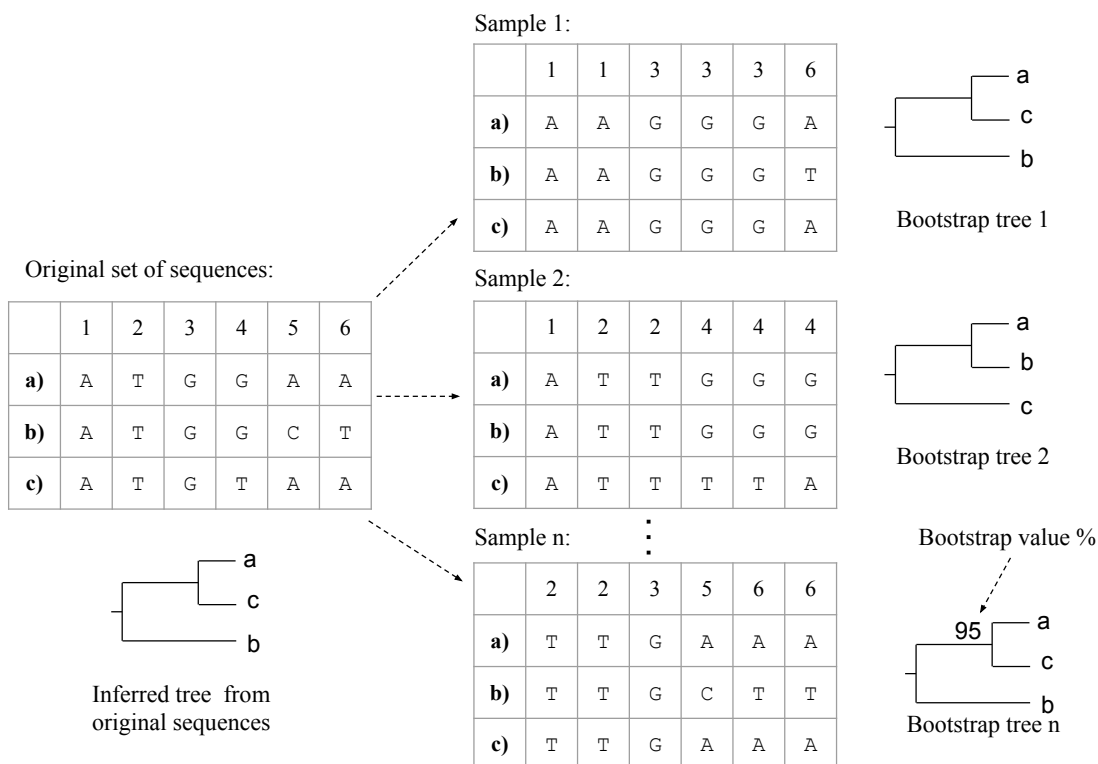 Original set of sequences:
1 2 3 4 5 6
a) A T G G A A
b) A T G G C T
c) A T G T A A
a
c
b
Inferred tree from
original sequences
Sample 1:
1 1 3 3 3 6
a) A A G G G A
b) A A G G G T
c) A A G G G A
a
c
b
Bootstrap tree 1
Sample 2:
1 2 2 4 4 4
a) A T T G G G
b) A T T G G G
c) A T T T T A
a
b
c
Bootstrap tree 2
Sample n:
2 2 3 5 6 6
a) T T G A A A
b) T T G C T T
c) T T G A A A
Bootstrap value %
95
a
c
b
Bootstrap tree n